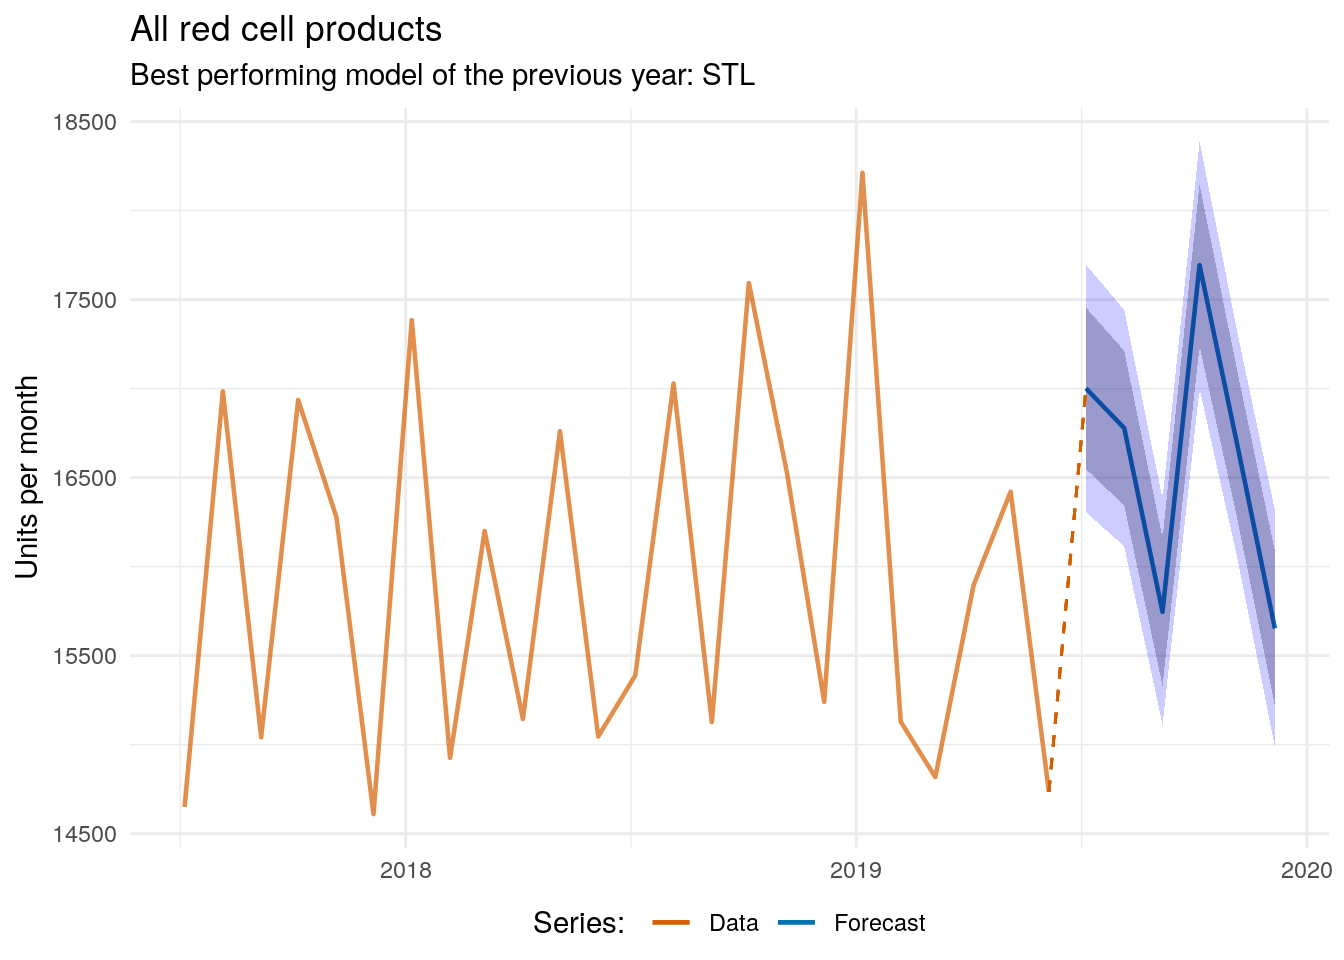 All red cell products
Best performing model of the previous year: STL
Units per month
18500
17500
16500
15500
14500
2018
2019
2020
Series:
Data
Forecast